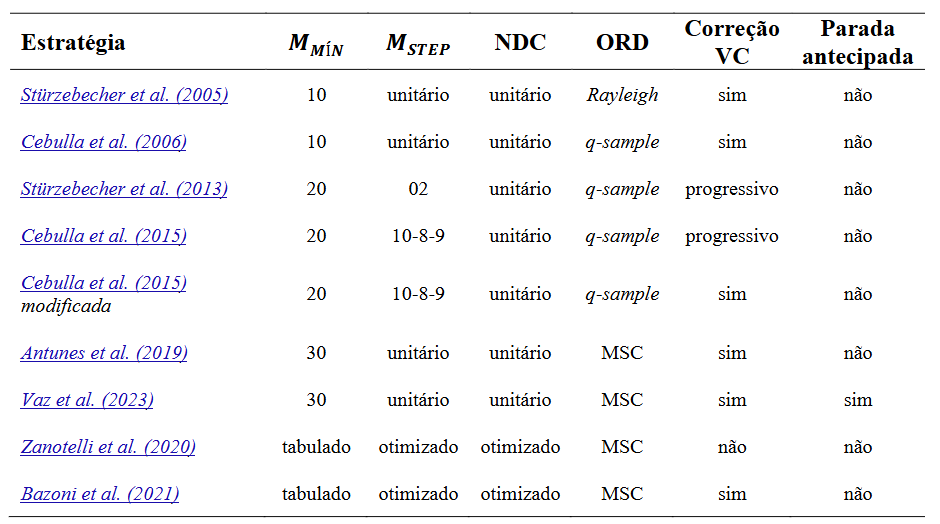 Estratégia M_MÍN M_STEP NDC ORD Correção VC Parada antecipada
Stürzebecher et al. (2005) 10 unitário unitário Rayleigh sim não
Cebulla et al. (2006) 10 unitário unitário q-sample sim não
Stürzebecher et al. (2013) 20 02 unitário q-sample progressivo não
Cebulla et al. (2015) 20 10-8-9 unitário q-sample progressivo não
Cebulla et al. (2015) modificada 20 10-8-9 unitário q-sample sim não
Antunes et al. (2019) 30 unitário unitário MSC sim não
Vaz et al. (2023) 30 unitário unitário MSC sim sim
Zanotelli et al. (2020) tabulado otimizado otimizado MSC não não
Bazoni et al. (2021) tabulado otimizado otimizado MSC sim não